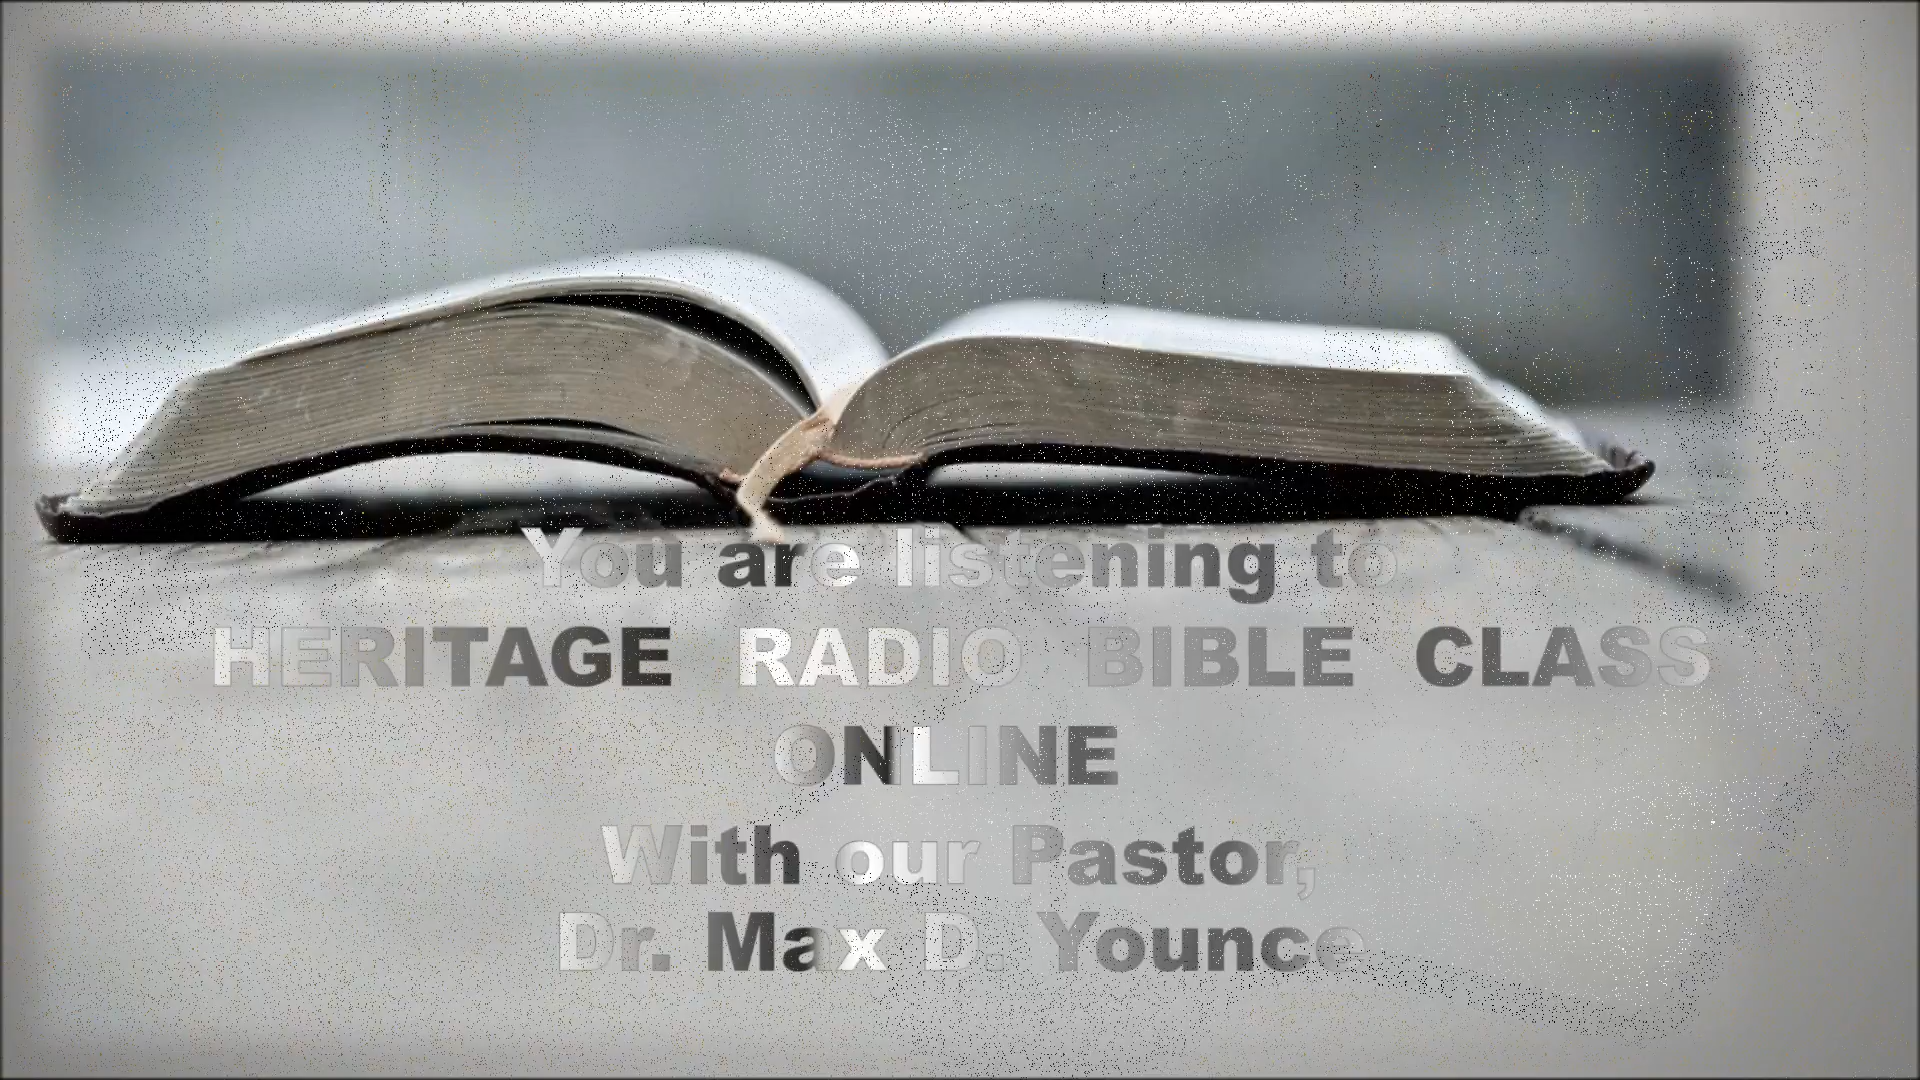 You are listening to
HERITAGE RADIO BIBLE CLASS
ONLINE
With our Pastor,
Dr. Max D. Younce